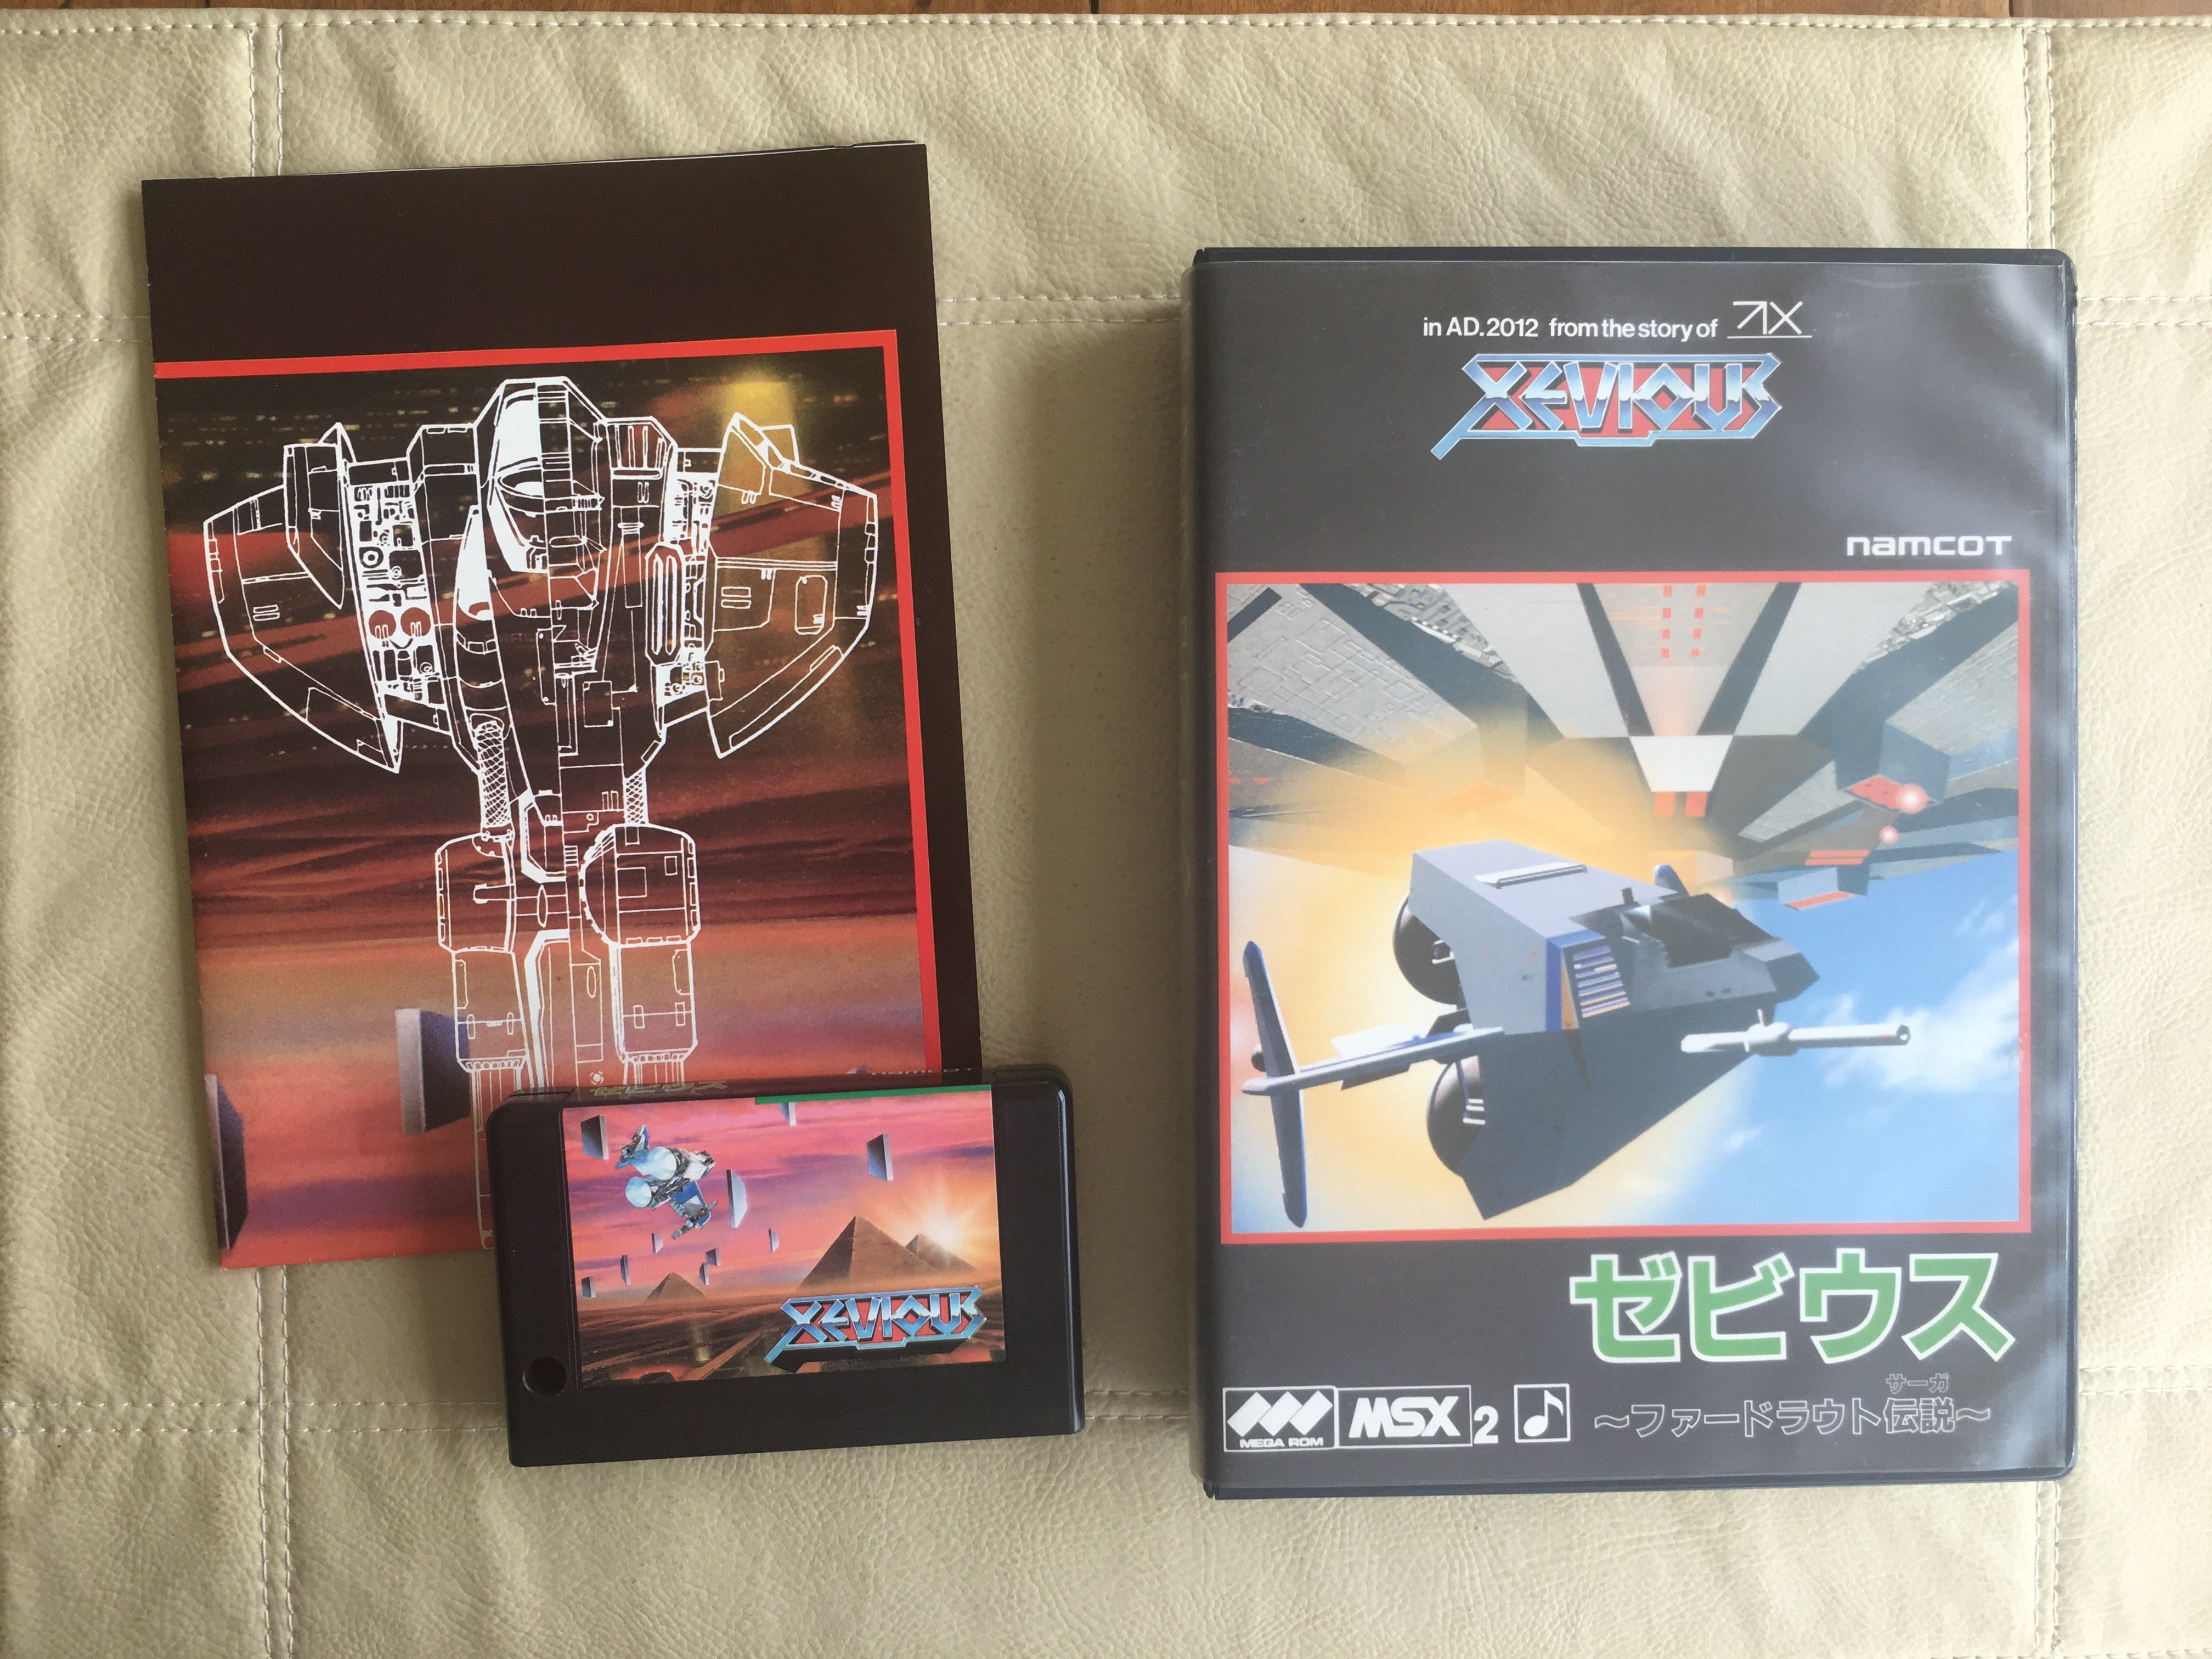 in AD.2012 from the story of
XEVIOUS
namcot
ゼビウス
サーガ
～ファードラウト伝説～
MEGA ROM
MSX 2
XEVIOUS